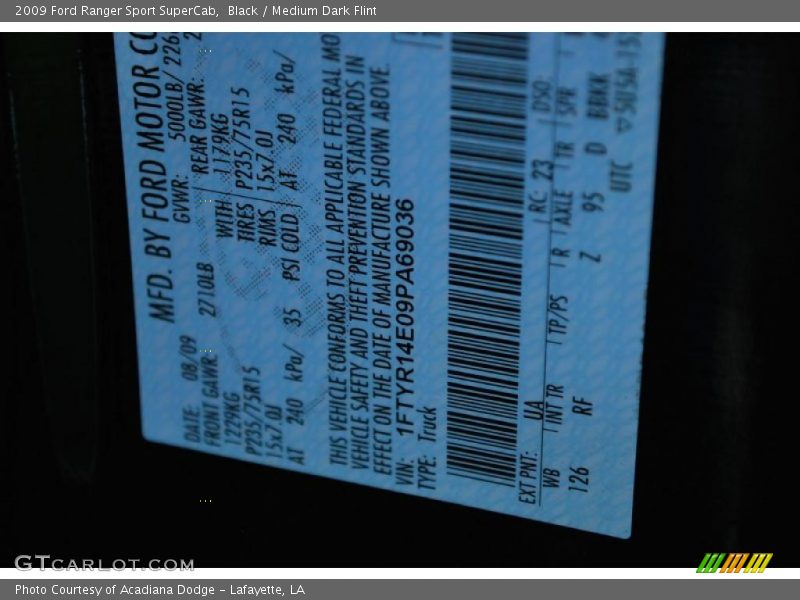 2009 Ford Ranger Sport SuperCab, Black / Medium Dark Flint
MFD. BY FORD MOTOR CO
DATE: 08/09 GVWR: 5000LB/ 226
FRONT GAWR: 2710LB REAR GAWR: 2
1229KG WITH 1179KG
P235/75R15 TIRES P235/75R15
15x7.0J RIMS 15x7.0J
AT 240 kPa/ 35 PSI COLD AT 240 kPa/
THIS VEHICLE CONFORMS TO ALL APPLICABLE FEDERAL MO
VEHICLE SAFETY AND THEFT PREVENTION STANDARDS IN
EFFECT ON THE DATE OF MANUFACTURE SHOWN ABOVE.
VIN: 1FTYR14E09PA69036
TYPE: Truck
EXT PNT: UA RC: 23 DSO:
WB INT TR TP/PS R AXLE TR SPR
126 RF Z 95 D BBKK
UTC
GTCARLOT.COM
Photo Courtesy of Acadiana Dodge - Lafayette, LA